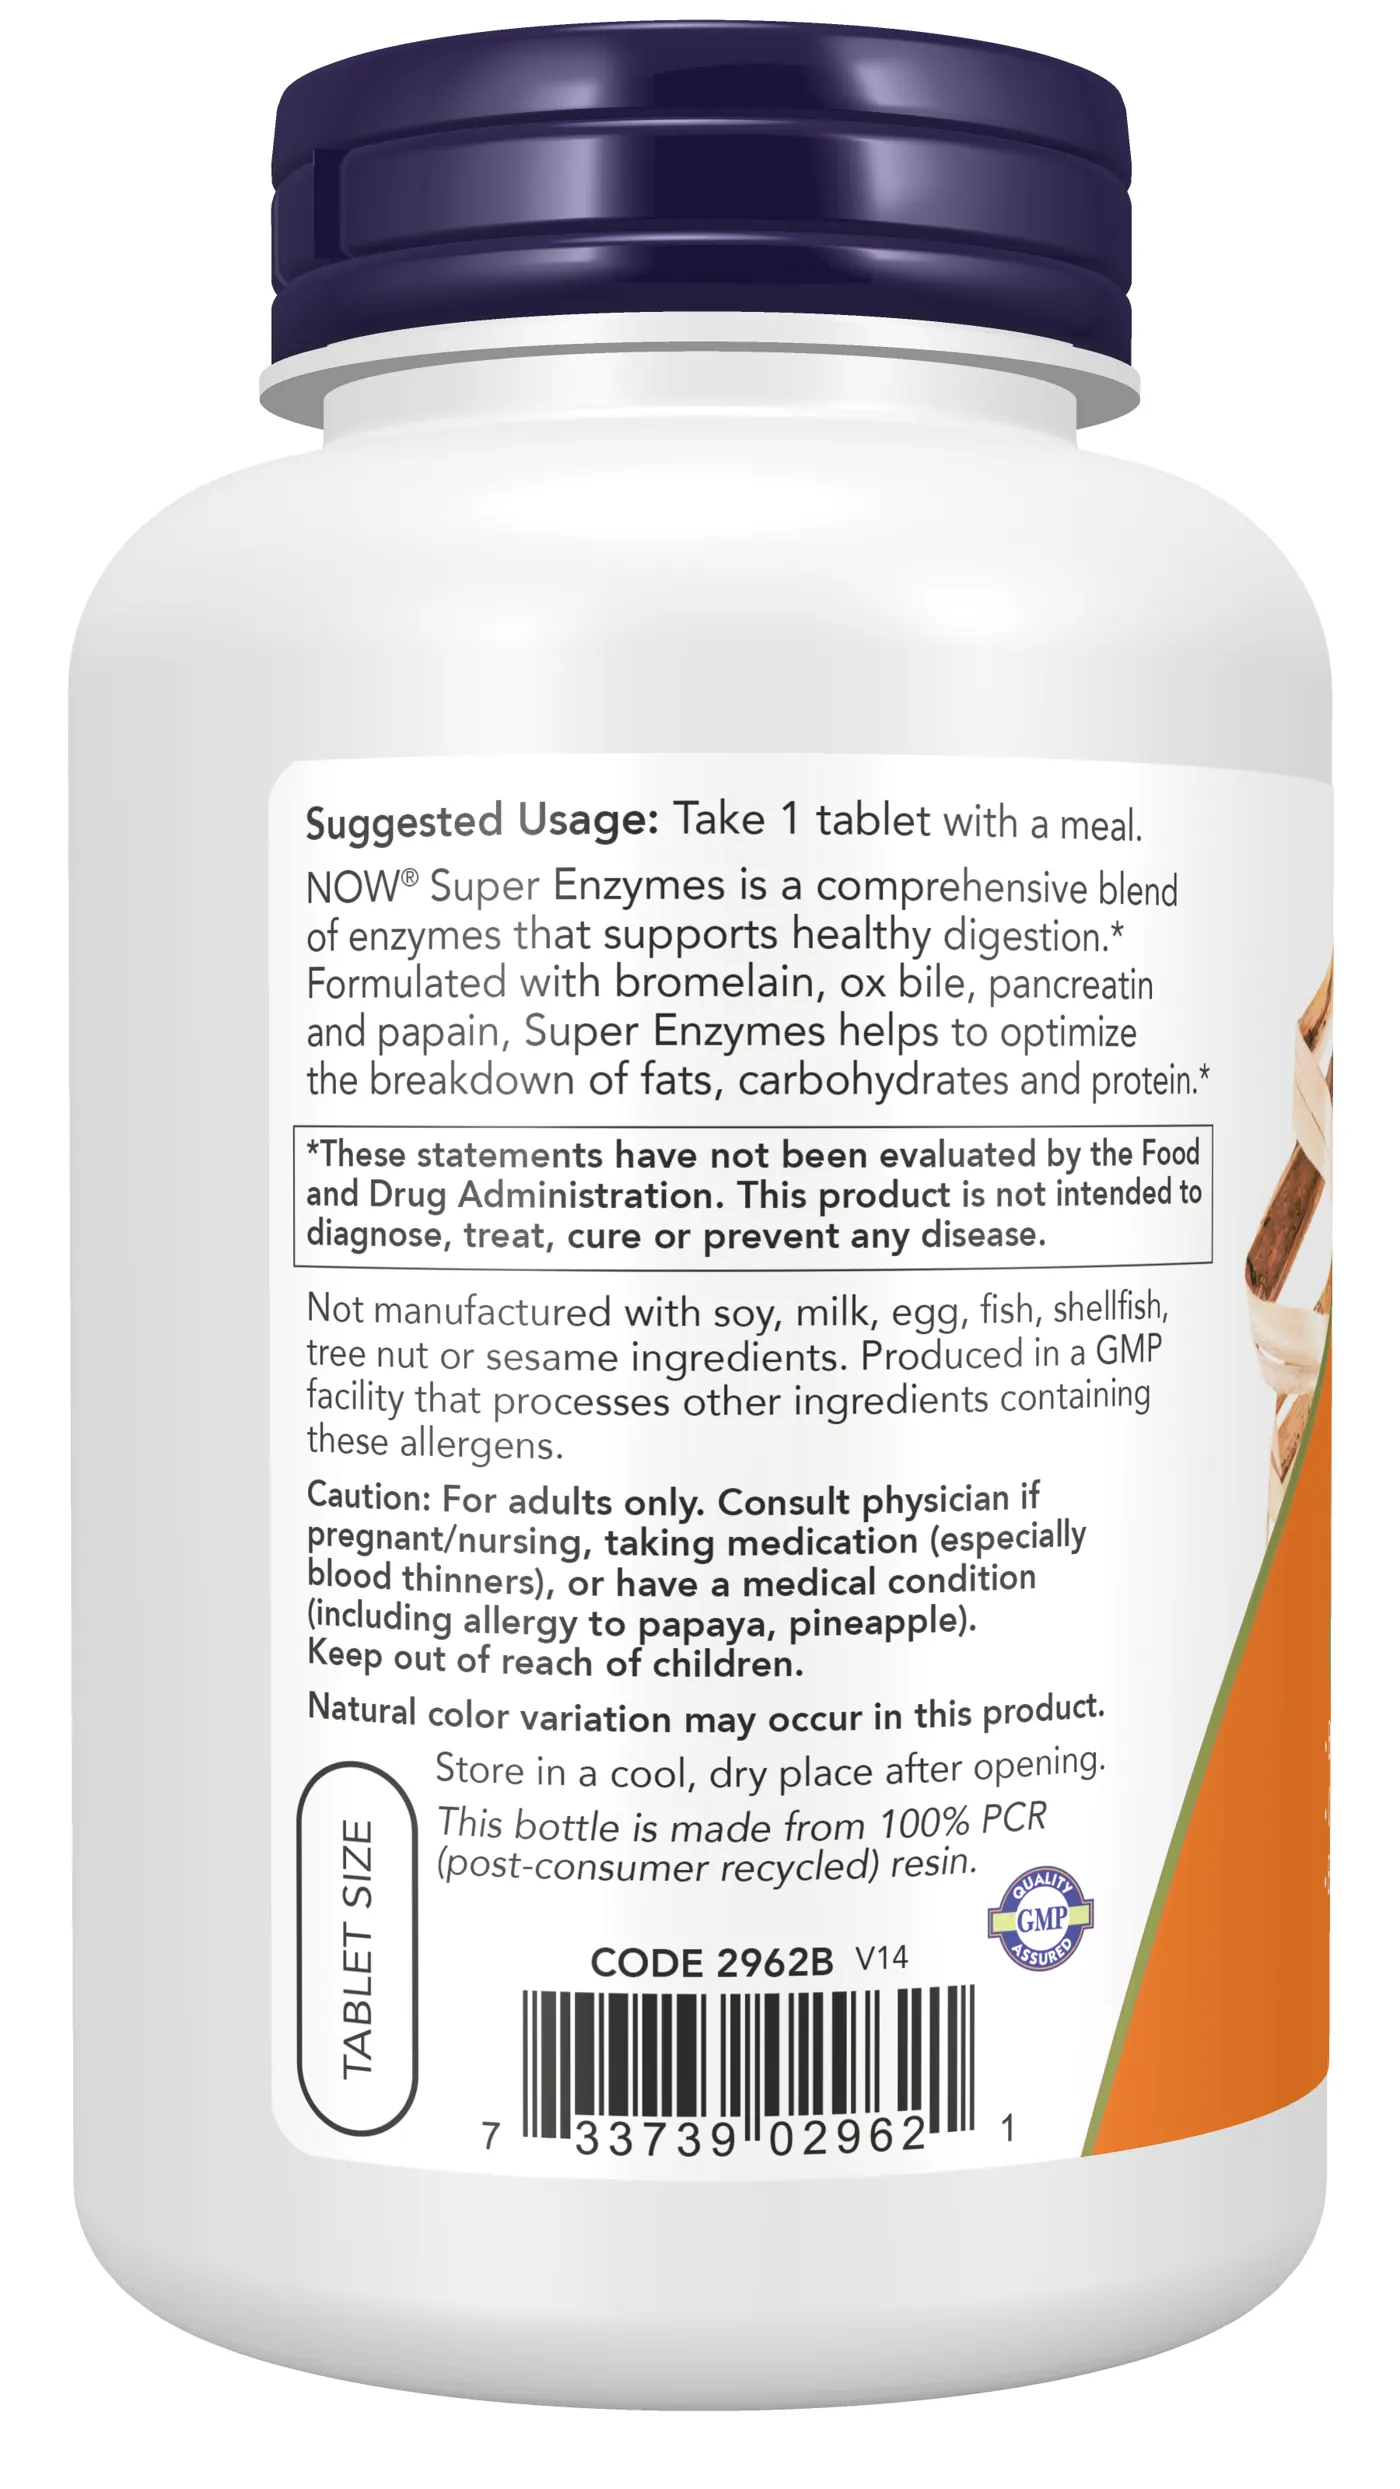 Suggested Usage: Take 1 tablet with a meal.
NOW® Super Enzymes is a comprehensive blend
of enzymes that supports healthy digestion.*
Formulated with bromelain, ox bile, pancreatin
and papain, Super Enzymes helps to optimize
the breakdown of fats, carbohydrates and protein.*
*These statements have not been evaluated by the Food
and Drug Administration. This product is not intended to
diagnose, treat, cure or prevent any disease.
Not manufactured with soy, milk, egg, fish, shellfish,
tree nut or sesame ingredients. Produced in a GMP
facility that processes other ingredients containing
these allergens.
Caution: For adults only. Consult physician if
pregnant/nursing, taking medication (especially
blood thinners), or have a medical condition
(including allergy to papaya, pineapple).
Keep out of reach of children.
Natural color variation may occur in this product.
Store in a cool, dry place after opening.
This bottle is made from 100% PCR
(post-consumer recycled) resin.
TABLET SIZE
QUALITY
GMP
ASSURED
CODE 2962B V14
7 33739 02962 1